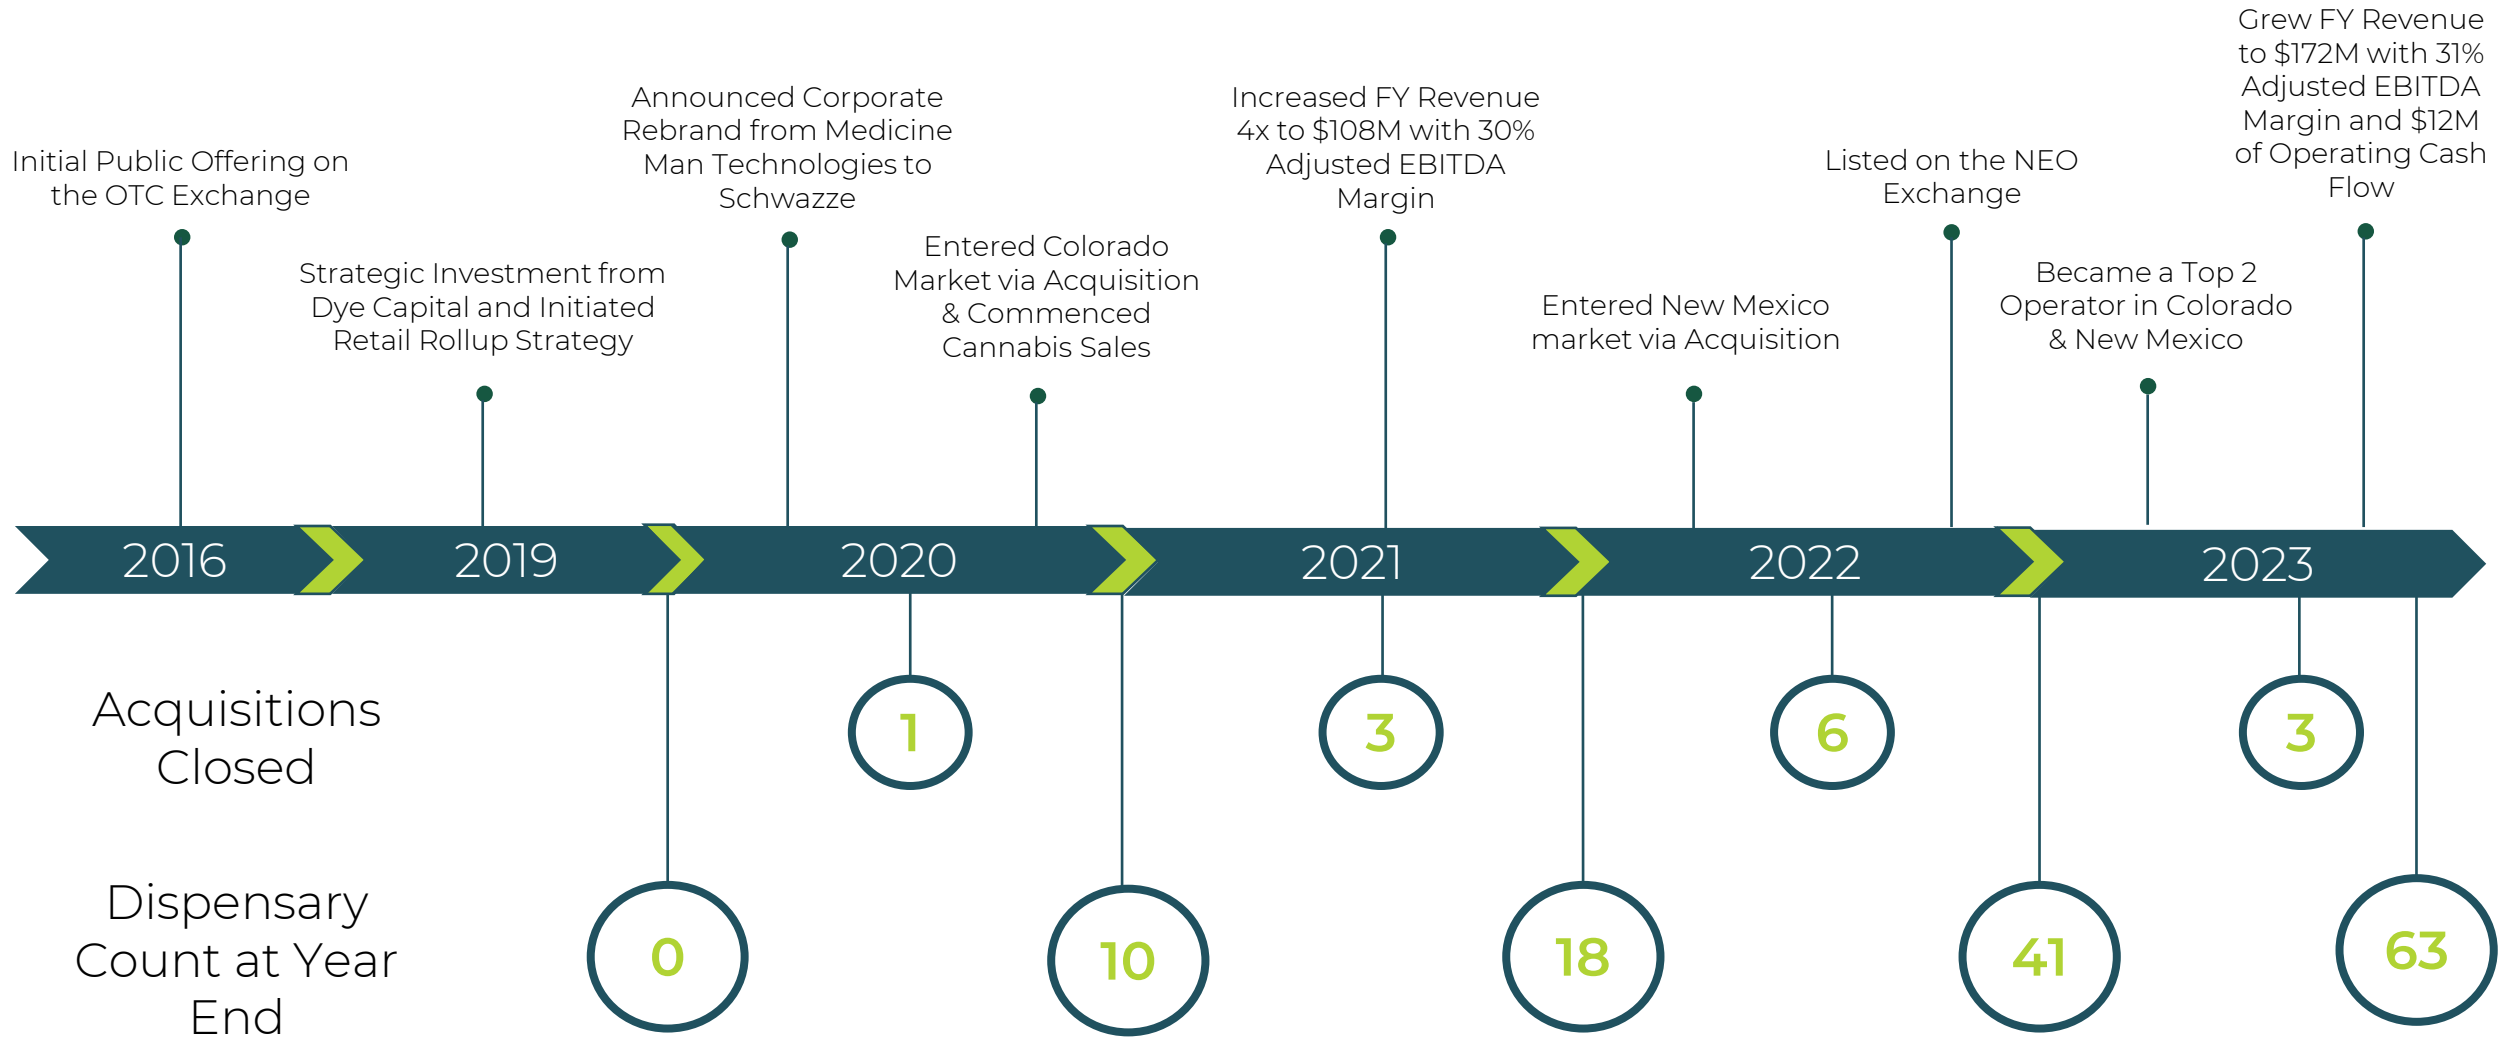 Initial Public Offering on
the OTC Exchange
Strategic Investment from
Dye Capital and Initiated
Retail Rollup Strategy
Announced Corporate
Rebrand from Medicine
Man Technologies to
Schwazze
Entered Colorado
Market via Acquisition
& Commenced
Cannabis Sales
Increased FY Revenue
4x to $108M with 30%
Adjusted EBITDA
Margin
Entered New Mexico
market via Acquisition
Listed on the NEO
Exchange
Became a Top 2
Operator in Colorado
& New Mexico
Grew FY Revenue
to $172M with 31%
Adjusted EBITDA
Margin and $12M
of Operating Cash
Flow
2016
2019
2020
2021
2022
2023
Acquisitions
Closed
1
3
6
3
Dispensary
Count at Year
End
0
10
18
41
63